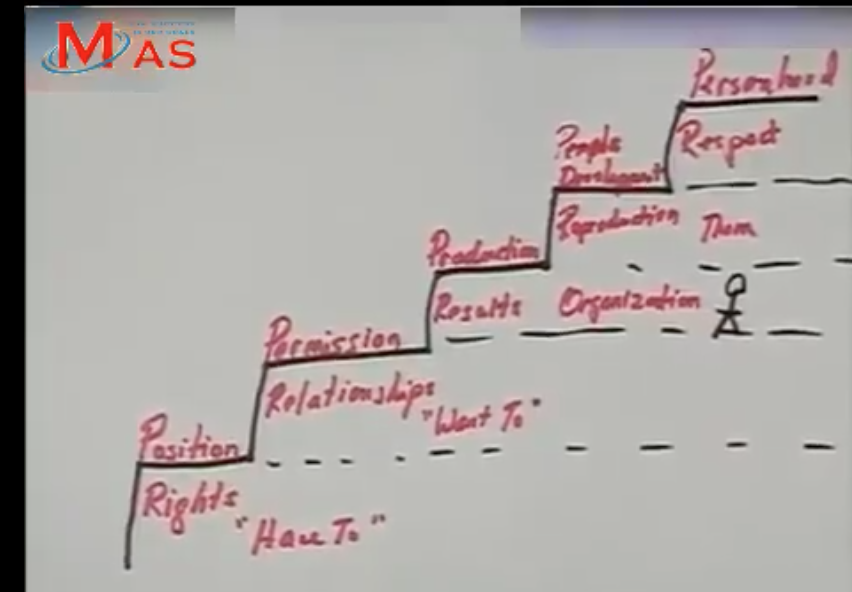 MAS
Personhood
Respect
People
Development
Reproduction Them
Production
Results Organization
Permission
Relationships
"Want To"
Position
Rights
"Have To"